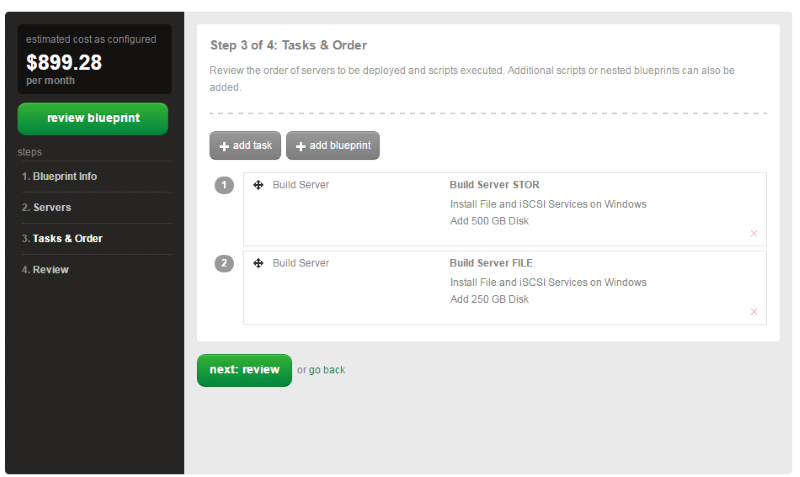 estimated cost as configured
$899.28
per month
review blueprint
steps
1. Blueprint Info
2. Servers
3. Tasks & Order
4. Review
Step 3 of 4: Tasks & Order
Review the order of servers to be deployed and scripts executed. Additional scripts or nested blueprints can also be
added.
add task
add blueprint
1 Build Server Build Server STOR
Install File and iSCSI Services on Windows
Add 500 GB Disk
2 Build Server Build Server FILE
Install File and iSCSI Services on Windows
Add 250 GB Disk
next: review or go back